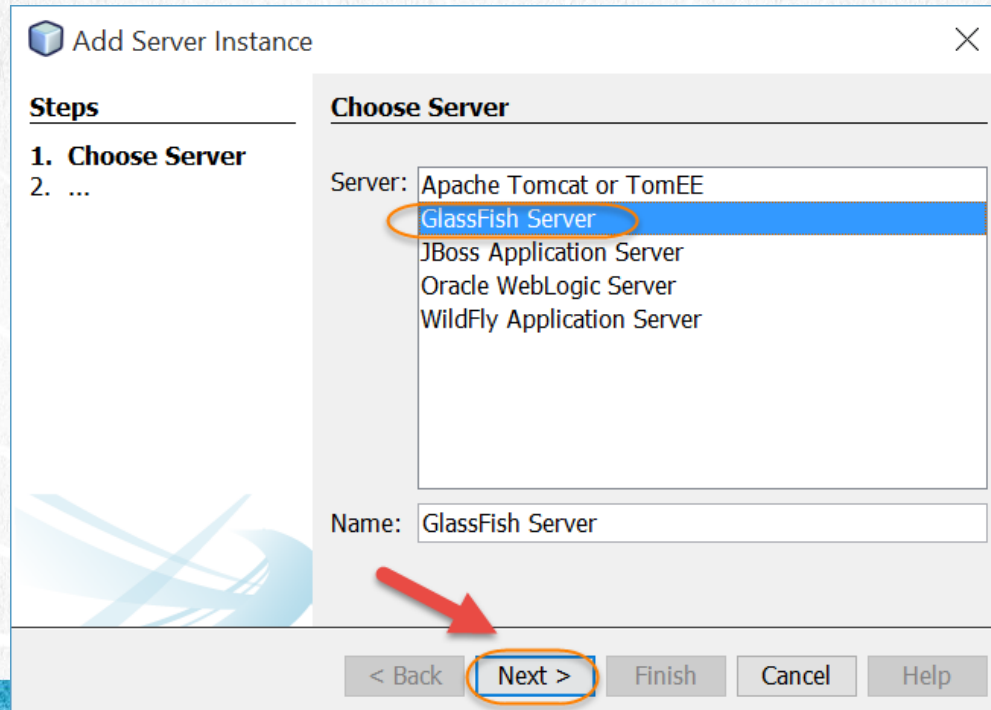 Add Server Instance
Steps
1. Choose Server
2. ...
Choose Server
Server:
Apache Tomcat or TomEE
GlassFish Server
JBoss Application Server
Oracle WebLogic Server
WildFly Application Server
Name: GlassFish Server
< Back Next > Finish Cancel Help